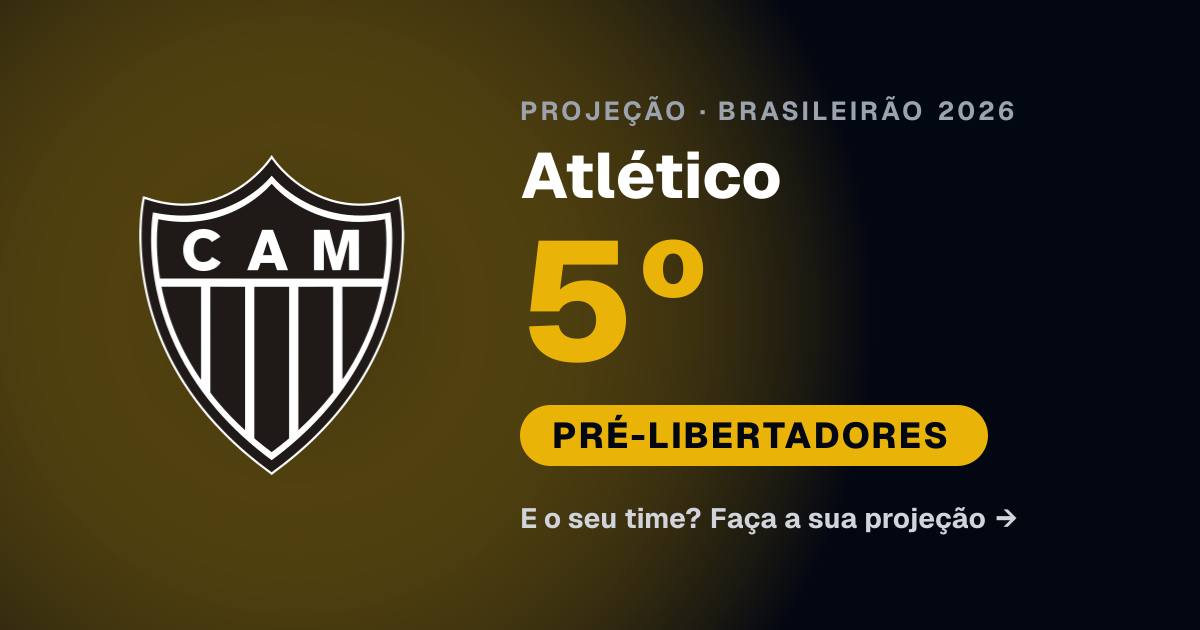 CAM
PROJEÇÃO · BRASILEIRÃO 2026
Atlético
5º
PRÉ-LIBERTADORES
E o seu time? Faça a sua projeção →